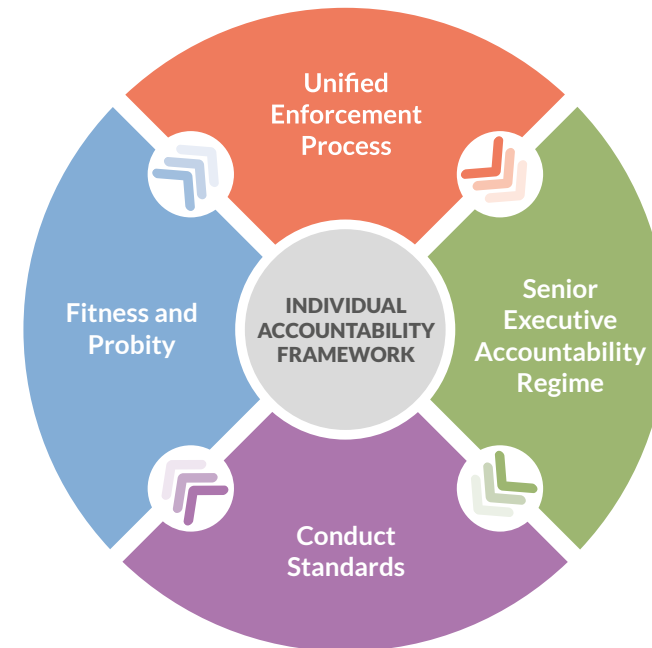 Unified
Enforcement
Process
Fitness and
Probity
INDIVIDUAL
ACCOUNTABILITY
FRAMEWORK
Senior
Executive
Accountability
Regime
Conduct
Standards